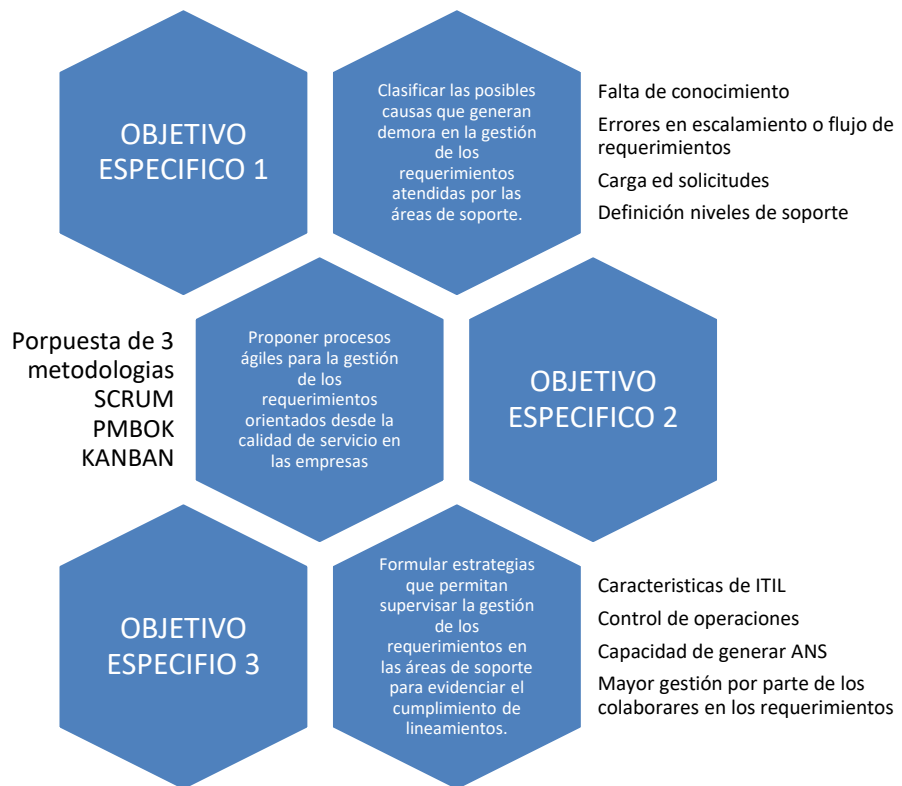 OBJETIVO
ESPECIFICO 1
Clasificar las posibles
causas que generan
demora en la gestión
de los
requerimientos
atendidas por las
áreas de soporte.
Falta de conocimiento
Errores en escalamiento o flujo de
requerimientos
Carga ed solicitudes
Definición niveles de soporte
Porpuesta de 3
metodologias
SCRUM
PMBOK
KANBAN
Proponer procesos
ágiles para la gestión
de los
requerimientos
orientados desde la
calidad de servicio en
las empresas
OBJETIVO
ESPECIFICO 2
OBJETIVO
ESPECIFIO 3
Formular estrategias
que permitan
supervisar la gestión
de los
requerimientos en
las áreas de soporte
para evidenciar el
cumplimiento de
lineamientos.
Caracteristicas de ITIL
Control de operaciones
Capacidad de generar ANS
Mayor gestión por parte de los
colaborares en los requerimientos